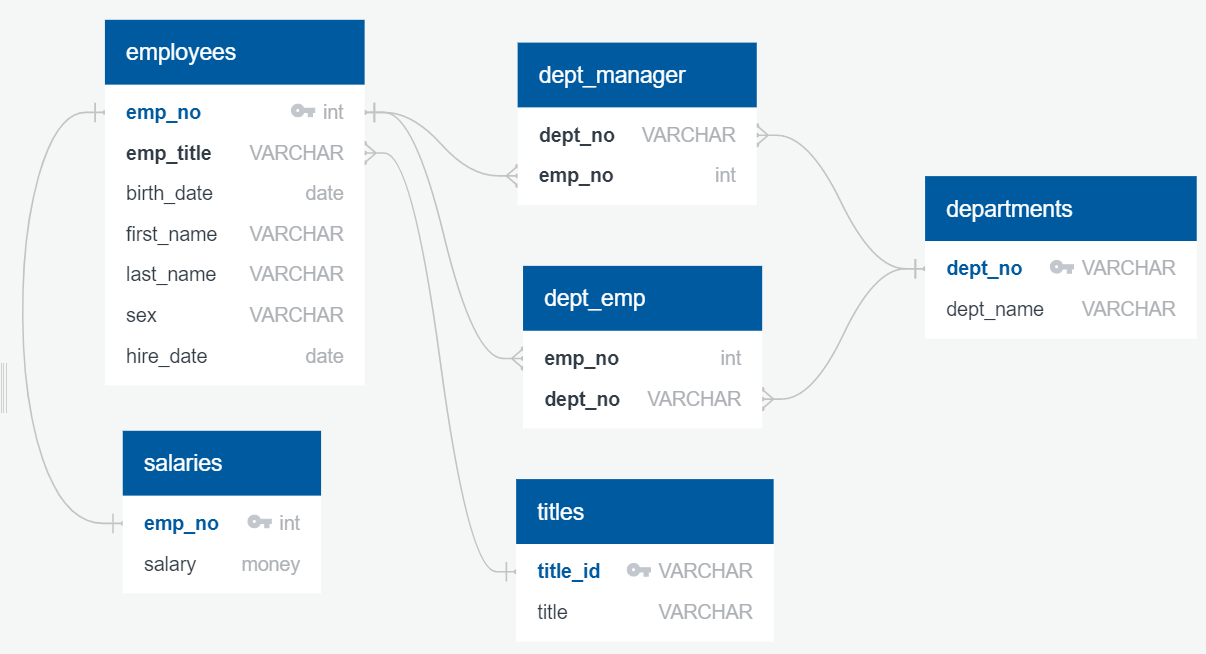 employees
emp_no int
emp_title VARCHAR
birth_date date
first_name VARCHAR
last_name VARCHAR
sex VARCHAR
hire_date date
salaries
emp_no int
salary money
dept_manager
dept_no VARCHAR
emp_no int
dept_emp
emp_no int
dept_no VARCHAR
titles
title_id VARCHAR
title VARCHAR
departments
dept_no VARCHAR
dept_name VARCHAR